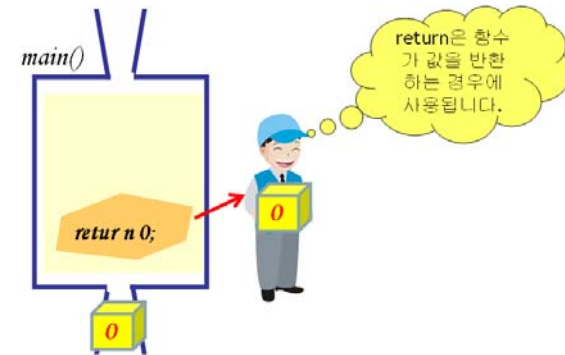 main()
return은 함수
가 값을 반환
하는 경우에
사용됩니다.
retur n 0;
0
0